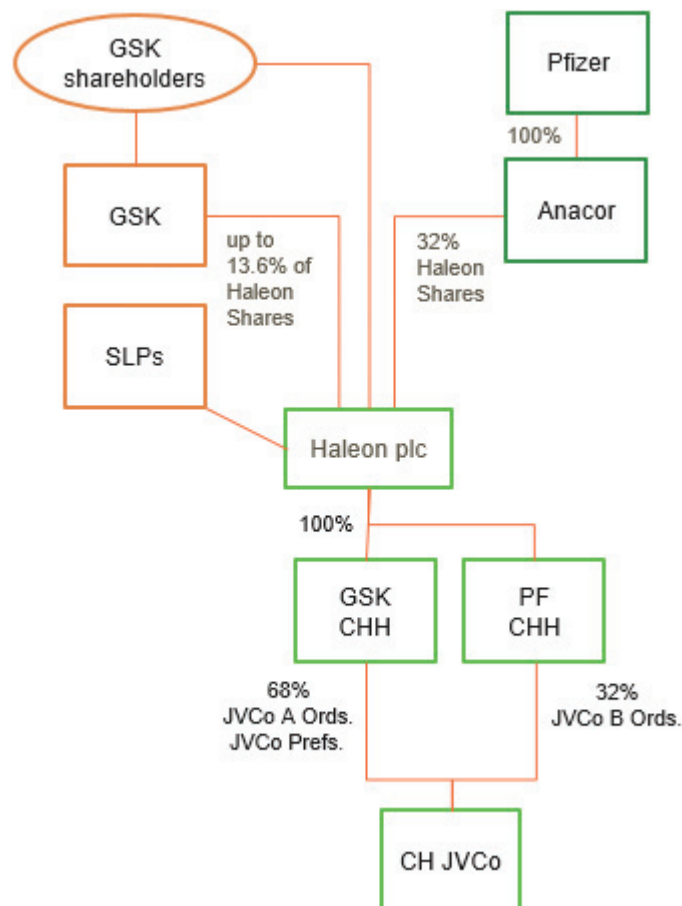 GSK
shareholders
Pfizer
100%
GSK
Anacor
up to
13.6% of
Haleon
Shares
32%
Haleon
Shares
SLPs
Haleon plc
100%
GSK
CHH
PF
CHH
68%
JVCo A Ords.
JVCo Prefs.
32%
JVCo B Ords.
CH JVCo